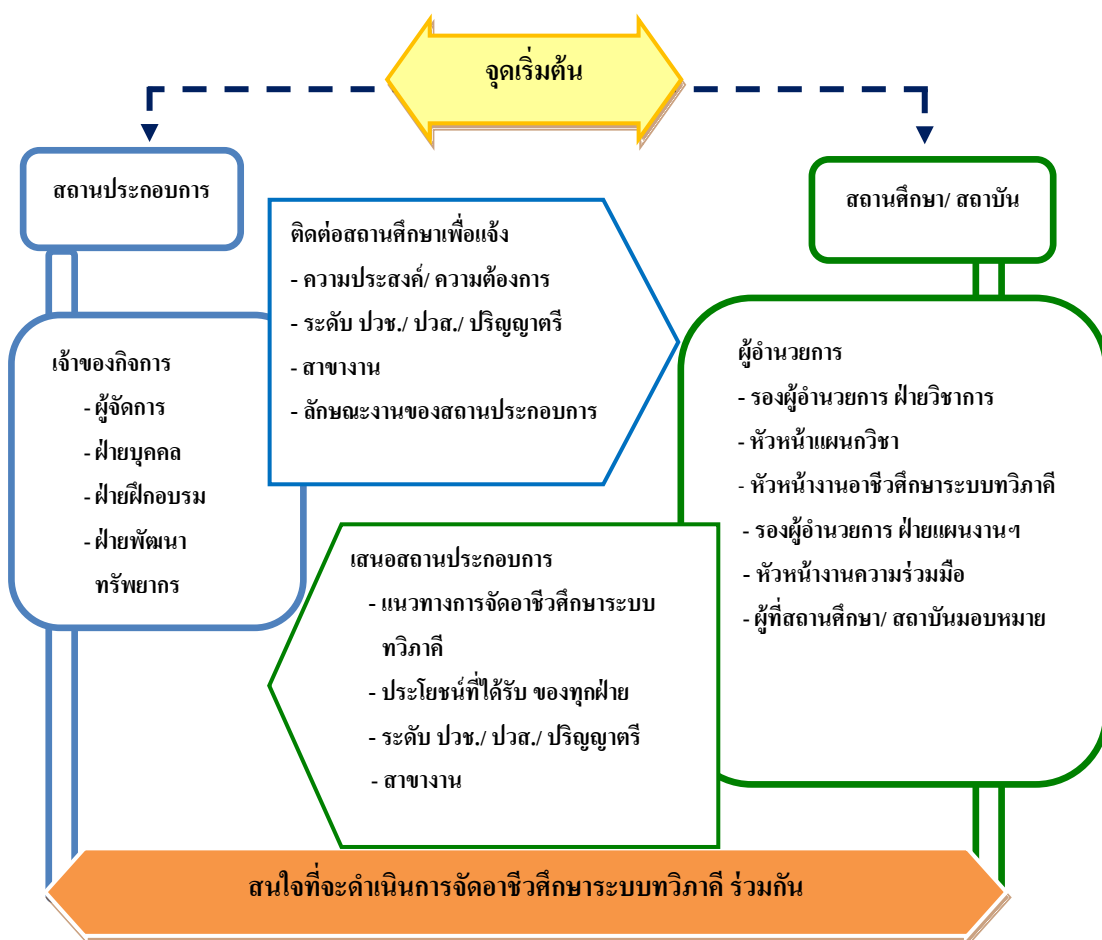 จุดเริ่มต้น
สถานประกอบการ
สถานศึกษา/ สถาบัน
ติดต่อสถานศึกษาเพื่อแจ้ง
- ความประสงค์/ ความต้องการ
- ระดับ ปวช./ ปวส./ ปริญญาตรี
- สาขางาน
- ลักษณะงานของสถานประกอบการ
เจ้าของกิจการ
- ผู้จัดการ
- ฝ่ายบุคคล
- ฝ่ายฝึกอบรม
- ฝ่ายพัฒนา
ทรัพยากร
ผู้อำนวยการ
- รองผู้อำนวยการ ฝ่ายวิชาการ
- หัวหน้าแผนกวิชา
- หัวหน้างานอาชีวศึกษาระบบทวิภาคี
- รองผู้อำนวยการ ฝ่ายแผนงานฯ
- หัวหน้างานความร่วมมือ
- ผู้ที่สถานศึกษา/ สถาบันมอบหมาย
เสนอสถานประกอบการ
- แนวทางการจัดอาชีวศึกษาระบบ
ทวิภาคี
- ประโยชน์ที่ได้รับ ของทุกฝ่าย
- ระดับ ปวช./ ปวส./ ปริญญาตรี
- สาขางาน
สนใจที่จะดำเนินการจัดอาชีวศึกษาระบบทวิภาคี ร่วมกัน